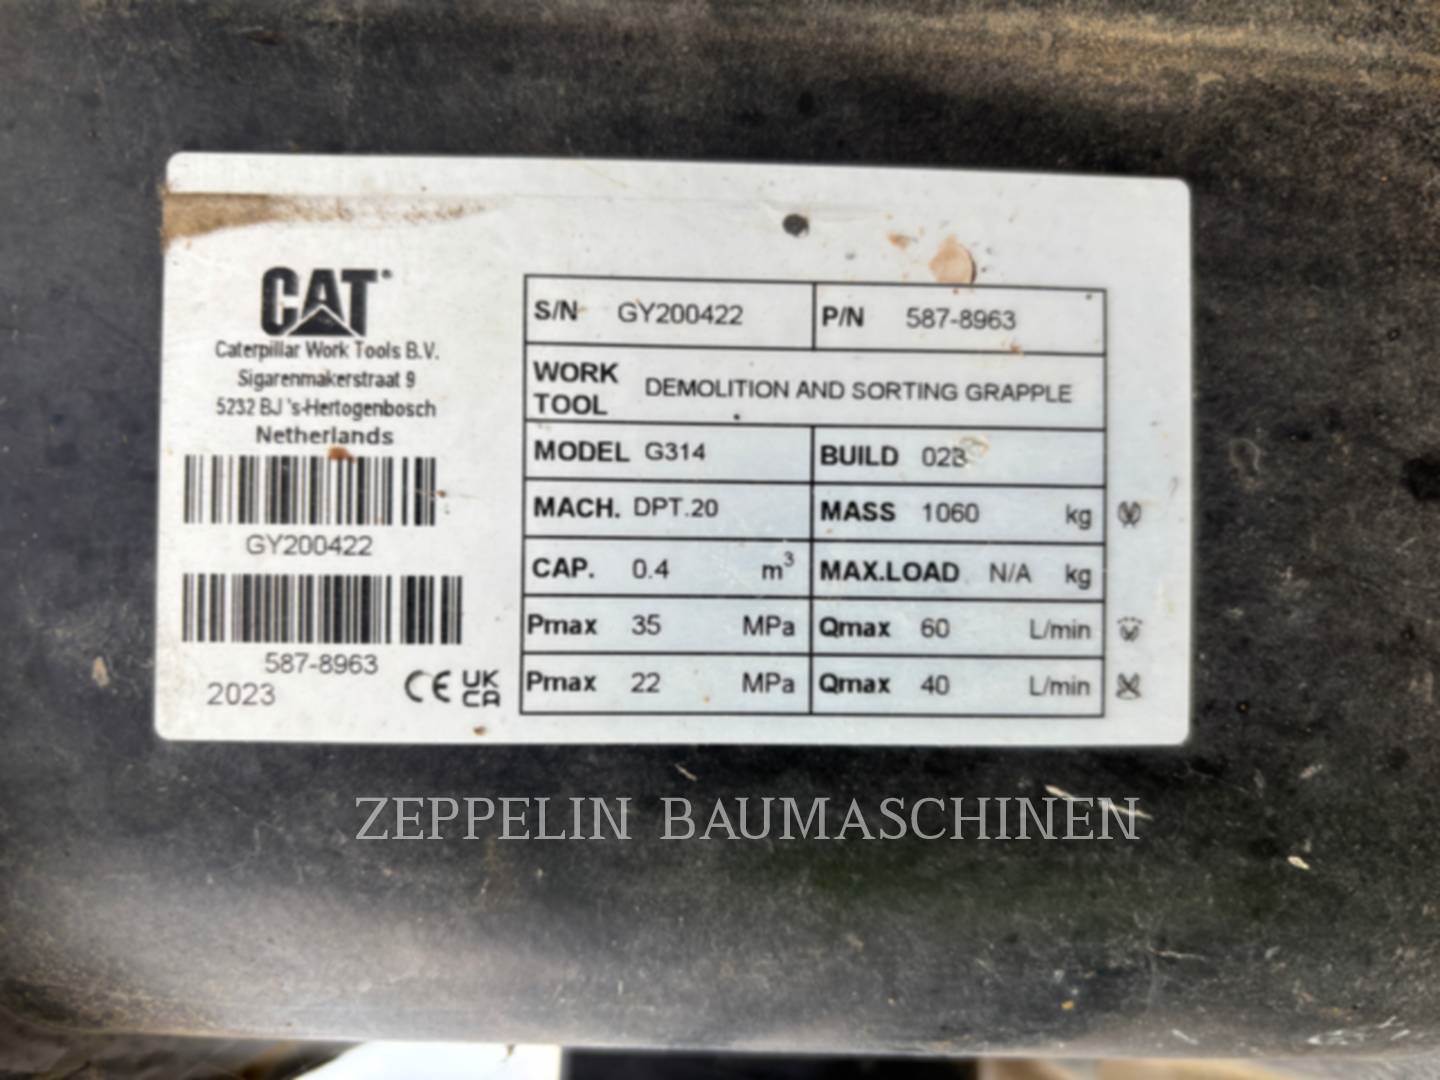 CAT
Caterpillar Work Tools B.V.
Sigarenmakerstraat 9
5232 BJ 's-Hertogenbosch
Netherlands
GY200422
587-8963
2023
CE UK CA
S/N GY200422 P/N 587-8963
WORK TOOL DEMOLITION AND SORTING GRAPPLE
MODEL G314 BUILD
MACH. DPT.20 MASS 1060 kg
CAP. 0.4 m³ MAX.LOAD N/A kg
Pmax 35 MPa Qmax 60 L/min
Pmax 22 MPa Qmax 40 L/min
ZEPPELIN BAUMASCHINEN